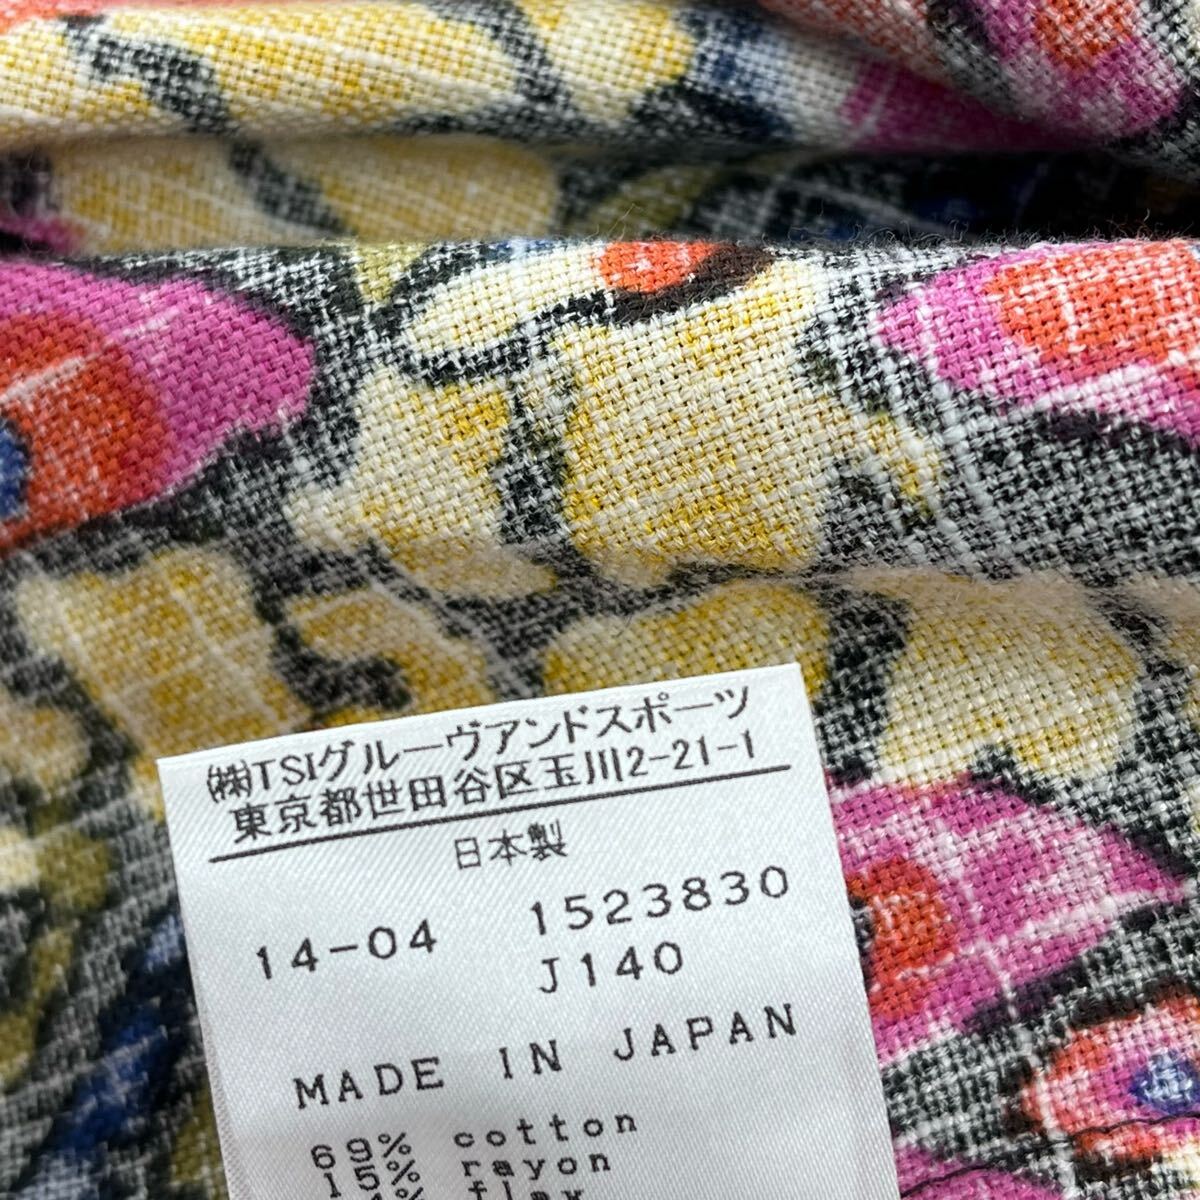 ㈱TSIグルーヴアンドスポーツ
東京都世田谷区玉川2-21-1
日本製
14-04 1523830
J140
MADE IN JAPAN
69% cotton
15% rayon
flax